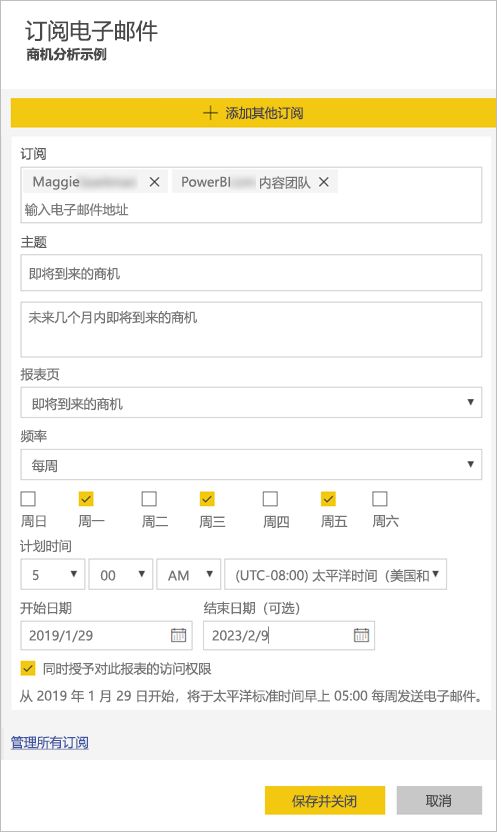 订阅电子邮件
商机分析示例
添加其他订阅
订阅
Maggie
PowerBI 内容团队
输入电子邮件地址
主题
即将到来的商机
未来几个月内即将到来的商机
报表页
即将到来的商机
频率
每周
周日 周一 周二 周三 周四 周五 周六
计划时间
5 00 AM (UTC-08:00) 太平洋时间（美国和
开始日期 结束日期（可选）
2019/1/29 2023/2/9
同时授予对此报表的访问权限
从 2019 年 1 月 29 日开始，将于太平洋标准时间早上 05:00 每周发送电子邮件。
管理所有订阅
保存并关闭 取消